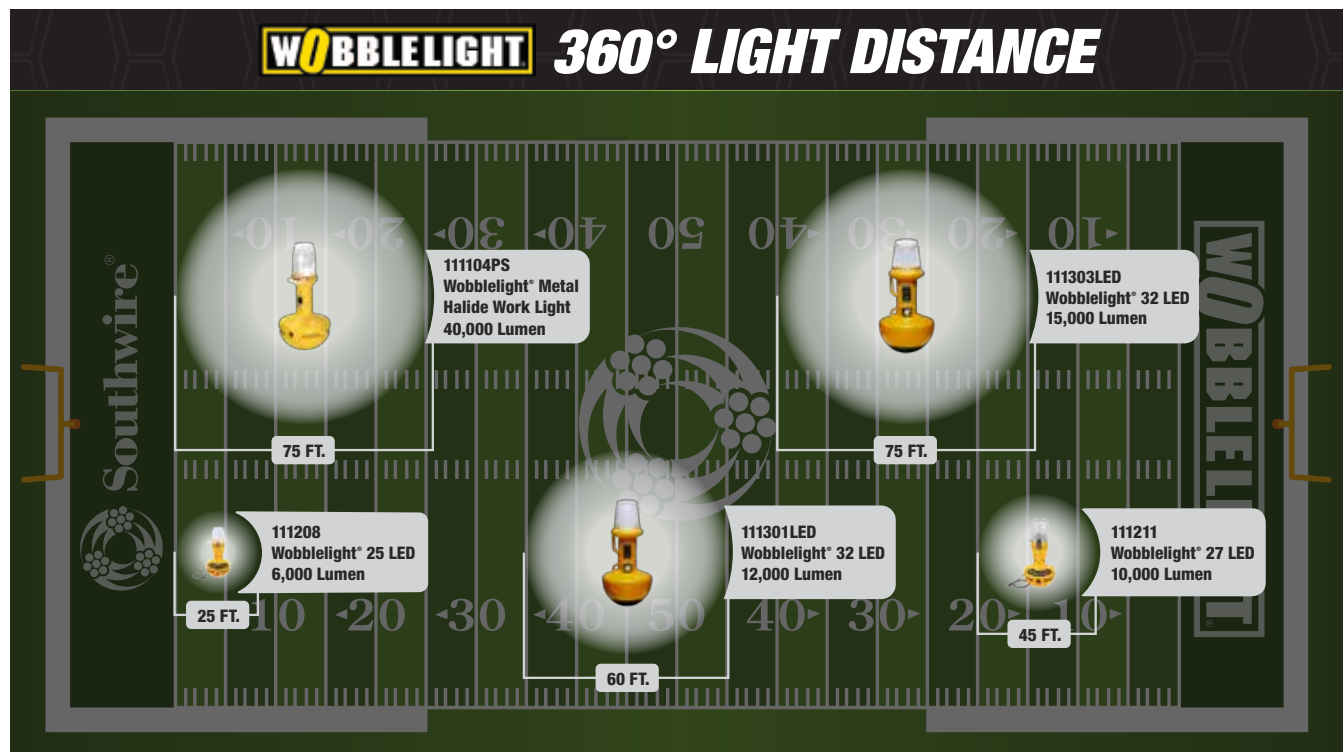 WOBBLELIGHT® 360° LIGHT DISTANCE
◂10 ◂20 ◂30 ◂40 50 40▸ 30▸ 20▸ 10▸
111104PS
Wobblelight® Metal
Halide Work Light
40,000 Lumen
75 FT.
111303LED
Wobblelight® 32 LED
15,000 Lumen
75 FT.
Southwire®
WOBBLELIGHT®
111208
Wobblelight® 25 LED
6,000 Lumen
25 FT.
111301LED
Wobblelight® 32 LED
12,000 Lumen
60 FT.
111211
Wobblelight® 27 LED
10,000 Lumen
45 FT.
10 ◂20 ◂30 ◂40 50 40▸ 30▸ 20▸ 10▸